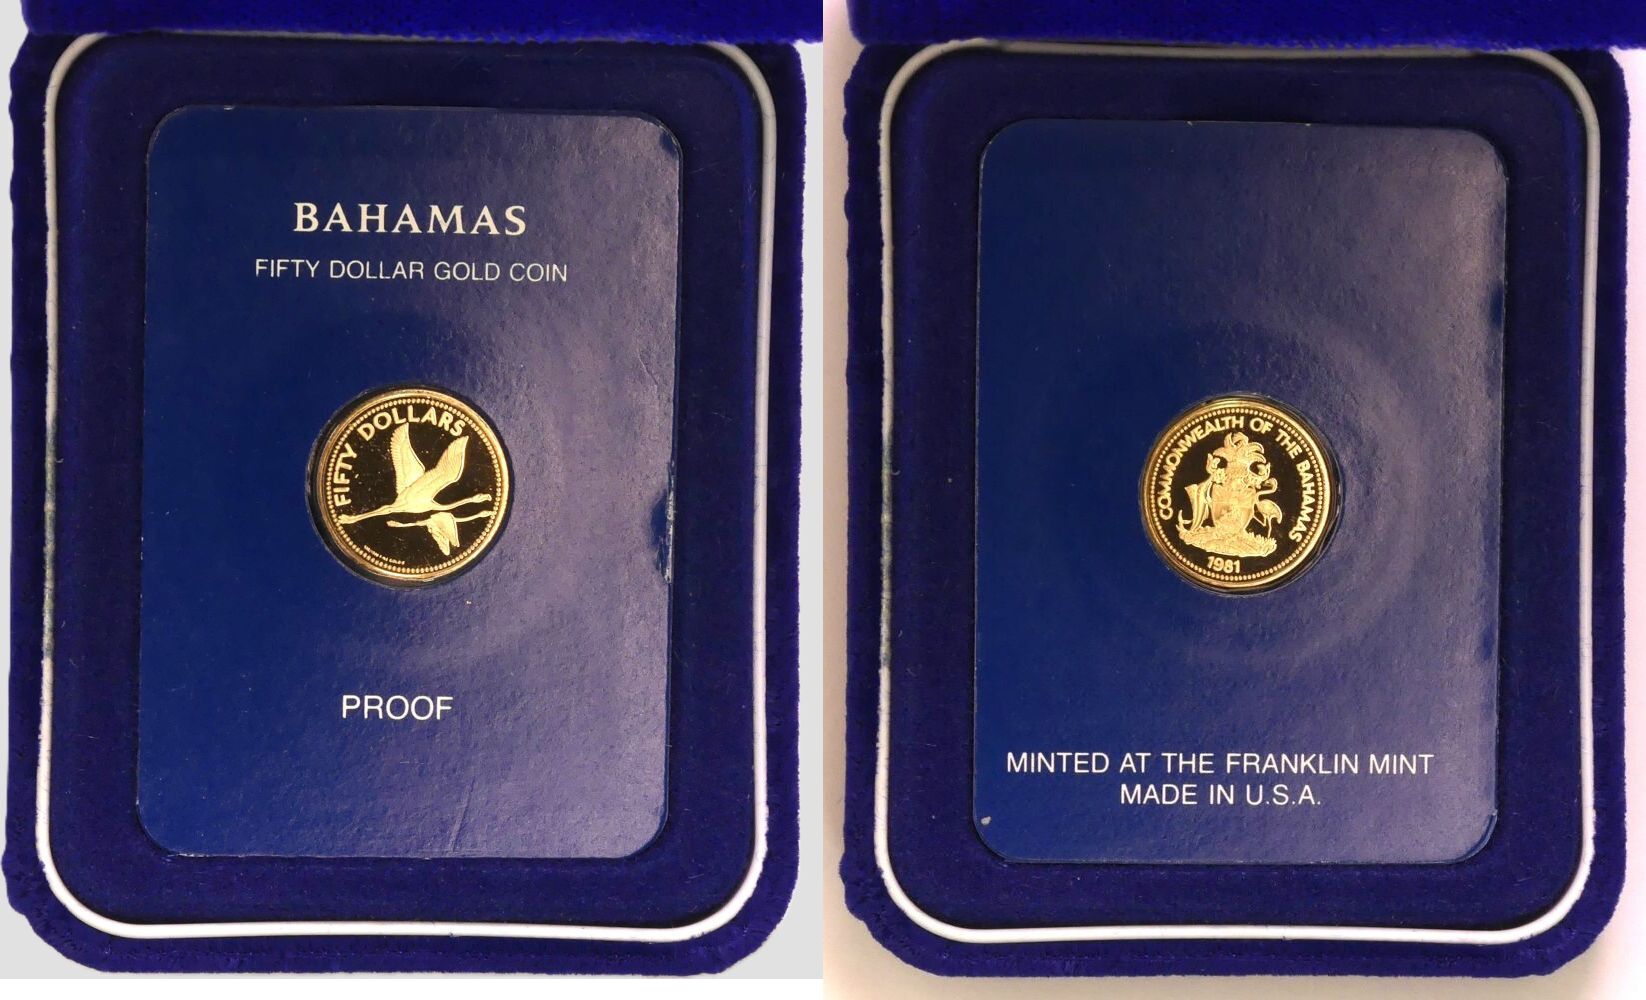 BAHAMAS
FIFTY DOLLAR GOLD COIN
FIFTY DOLLARS
PROOF
COMMONWEALTH OF THE BAHAMAS
1981
MINTED AT THE FRANKLIN MINT
MADE IN U.S.A.